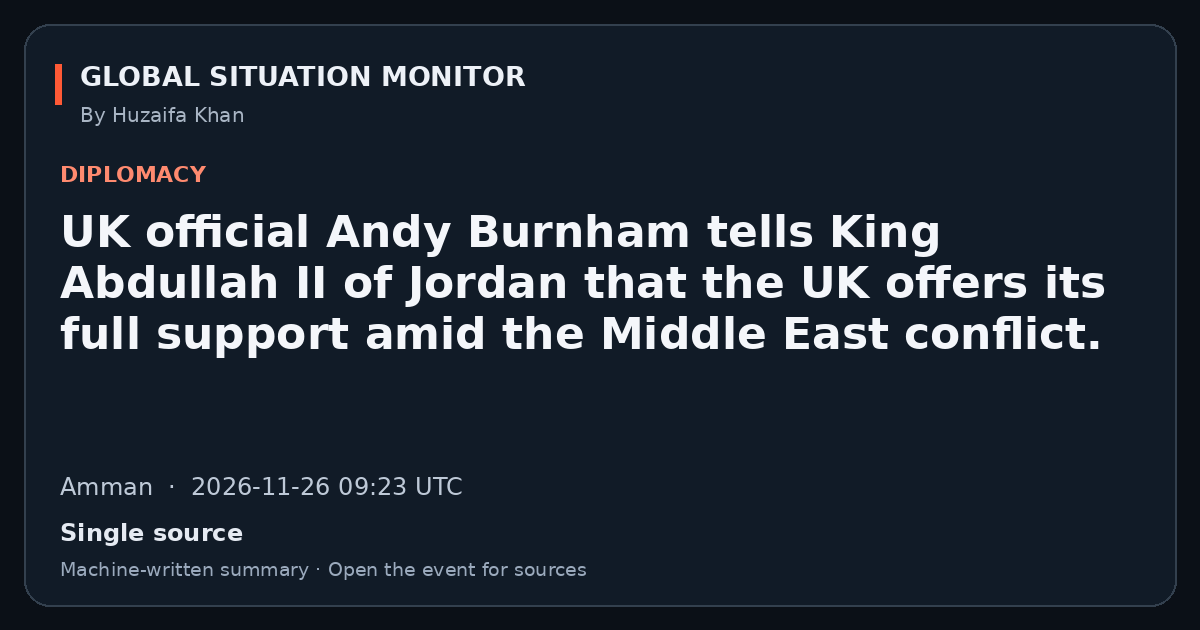 GLOBAL SITUATION MONITOR
By Huzaifa Khan
DIPLOMACY
UK official Andy Burnham tells King
Abdullah II of Jordan that the UK offers its
full support amid the Middle East conflict.
Amman · 2026-11-26 09:23 UTC
Single source
Machine-written summary · Open the event for sources